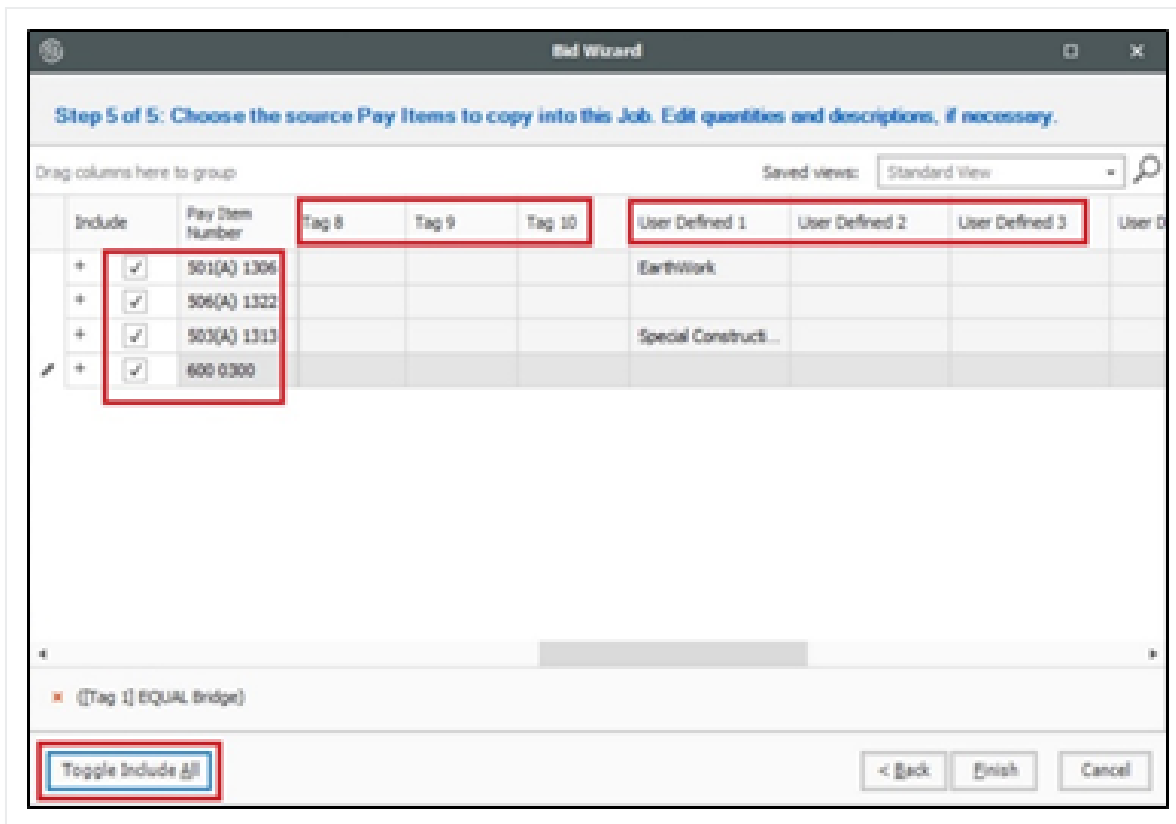 Bid Wizard
Step 5 of 5: Choose the source Pay Items to copy into this Job. Edit quantities and descriptions, if necessary.
Drag columns here to group
Saved views: Standard View
Include Pay Item Number Tag 8 Tag 9 Tag 10 User Defined 1 User Defined 2 User Defined 3 User D
+ ✓ 501(A) 1306 EarthWork
+ ✓ 506(A) 1322
+ ✓ 503(A) 1313 Special Constructi...
+ ✓ 600 0300
([Tag 1] EQUAL Bridge)
Toggle Include All < Back Finish Cancel